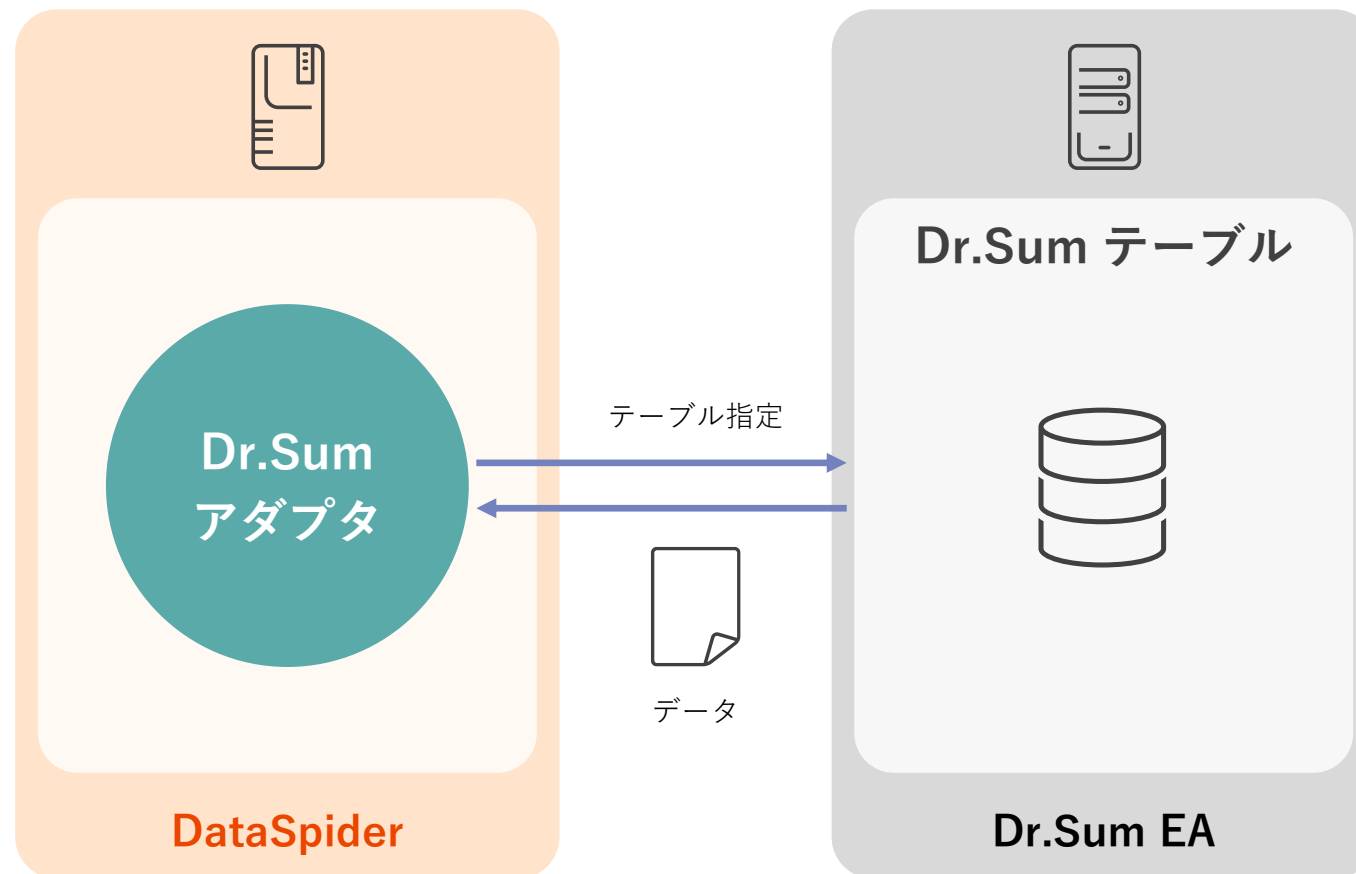 Dr.Sum テーブル
Dr.Sum
アダプタ
テーブル指定
データ
DataSpider
Dr.Sum EA